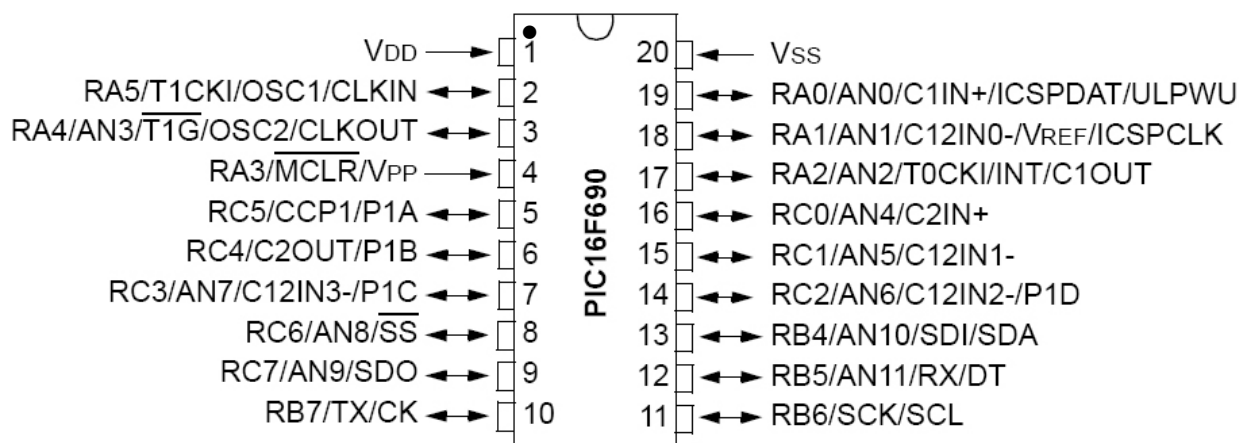 VDD 1 20 VSS
RA5/T1CKI/OSC1/CLKIN 2 19 RA0/AN0/C1IN+/ICSPDAT/ULPWU
RA4/AN3/T1G/OSC2/CLKOUT 3 18 RA1/AN1/C12IN0-/VREF/ICSPCLK
RA3/MCLR/VPP 4 17 RA2/AN2/T0CKI/INT/C1OUT
RC5/CCP1/P1A 5 16 RC0/AN4/C2IN+
RC4/C2OUT/P1B 6 15 RC1/AN5/C12IN1-
RC3/AN7/C12IN3-/P1C 7 14 RC2/AN6/C12IN2-/P1D
RC6/AN8/SS 8 13 RB4/AN10/SDI/SDA
RC7/AN9/SDO 9 12 RB5/AN11/RX/DT
RB7/TX/CK 10 11 RB6/SCK/SCL
PIC16F690